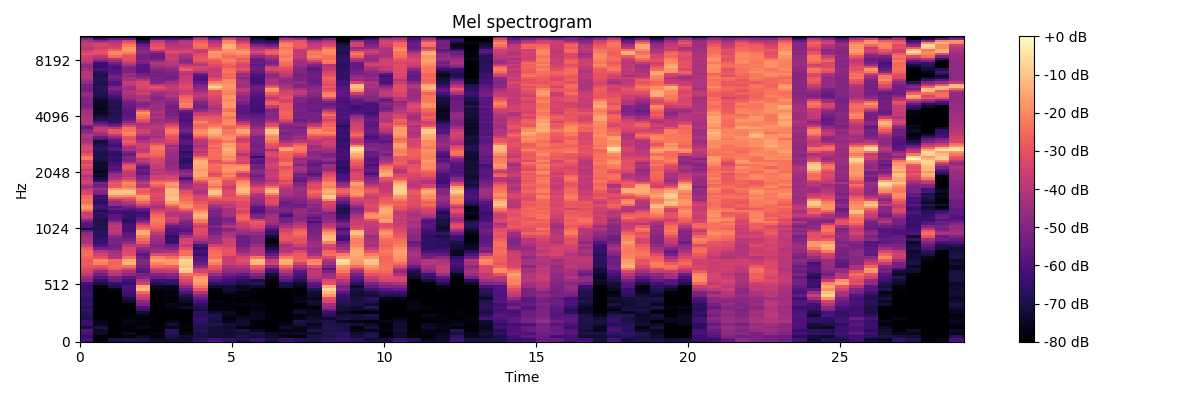 Mel spectrogram
Hz
8192
4096
2048
1024
512
0
0 5 10 15 20 25
Time
+0 dB
-10 dB
-20 dB
-30 dB
-40 dB
-50 dB
-60 dB
-70 dB
-80 dB